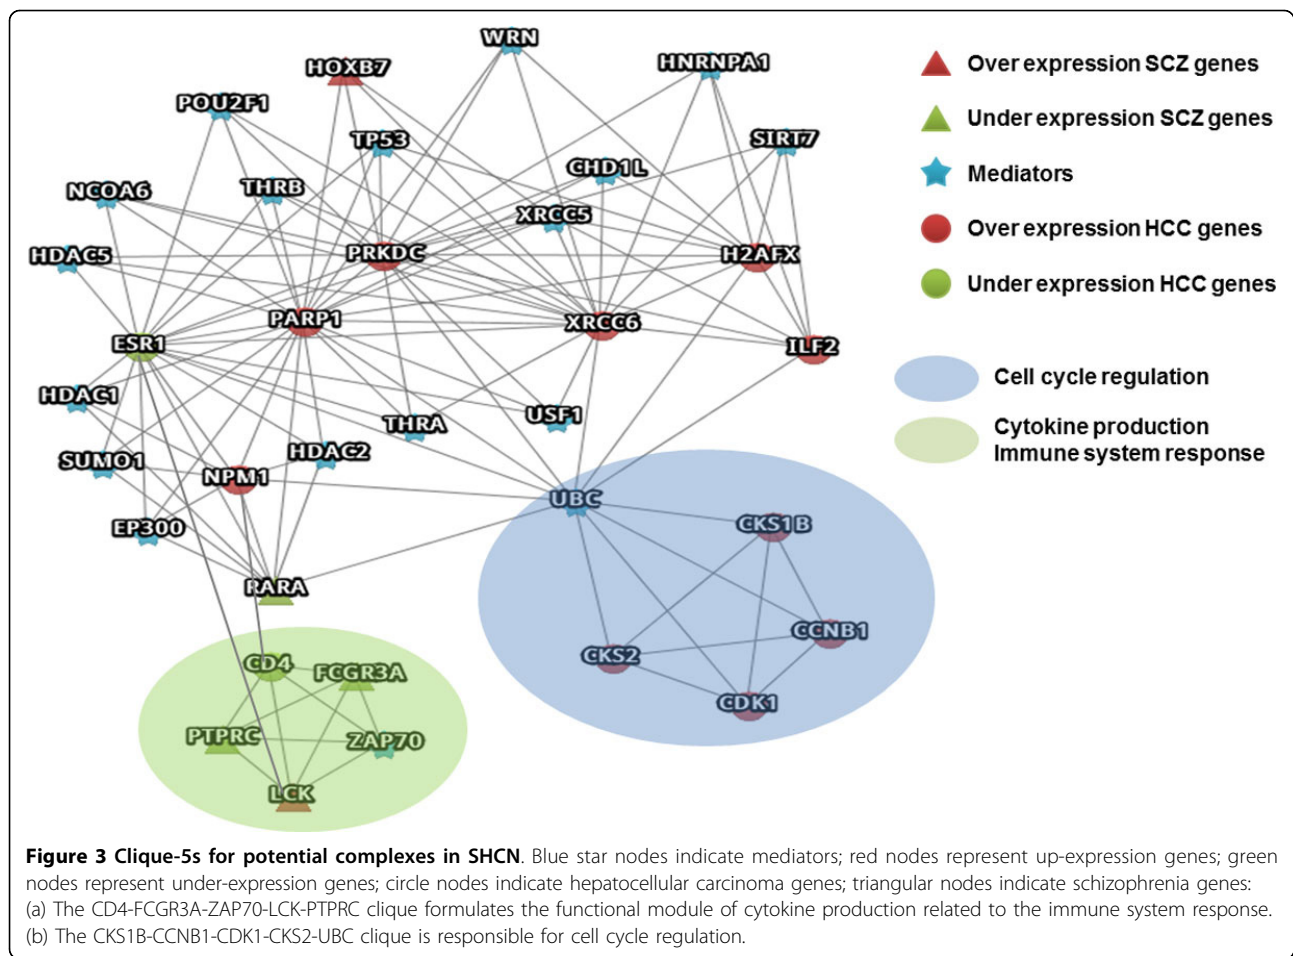 WRN
HNRNPA1
HOXB7
POU2F1
TP53
SIRT7
CHD1L
NCOA6
THRB
XRCC5
HDAC5
PRKDC
H2AFX
PARP1
XRCC6
ESR1
ILF2
HDAC1
THRA
USF1
SUMO1
HDAC2
NPM1
EP300
UBC
CKS1B
RARA
CCNB1
CKS2
CDK1
CD4
FCGR3A
PTPRC
ZAP70
LCK
Over expression SCZ genes
Under expression SCZ genes
Mediators
Over expression HCC genes
Under expression HCC genes
Cell cycle regulation
Cytokine production
Immune system response
Figure 3 Clique-5s for potential complexes in SHCN. Blue star nodes indicate mediators; red nodes represent up-expression genes; green
nodes represent under-expression genes; circle nodes indicate hepatocellular carcinoma genes; triangular nodes indicate schizophrenia genes:
(a) The CD4-FCGR3A-ZAP70-LCK-PTPRC clique formulates the functional module of cytokine production related to the immune system response.
(b) The CKS1B-CCNB1-CDK1-CKS2-UBC clique is responsible for cell cycle regulation.